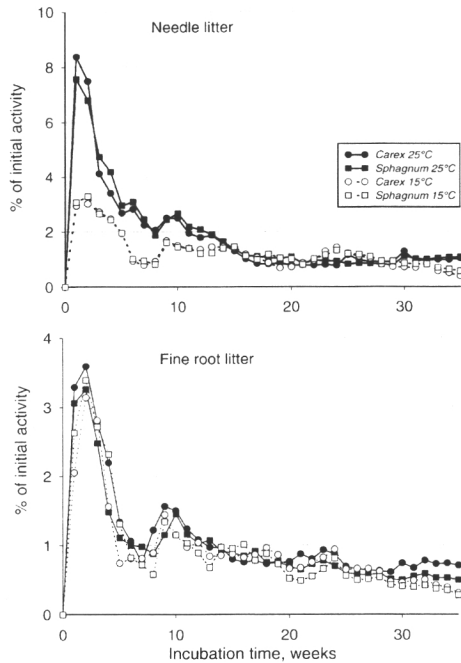 Needle litter
10
8
6
4
2
0
% of initial activity
Carex 25°C
Sphagnum 25°C
Carex 15°C
Sphagnum 15°C
0 10 20 30
Fine root litter
4
3
2
1
0
% of initial activity
0 10 20 30
Incubation time, weeks